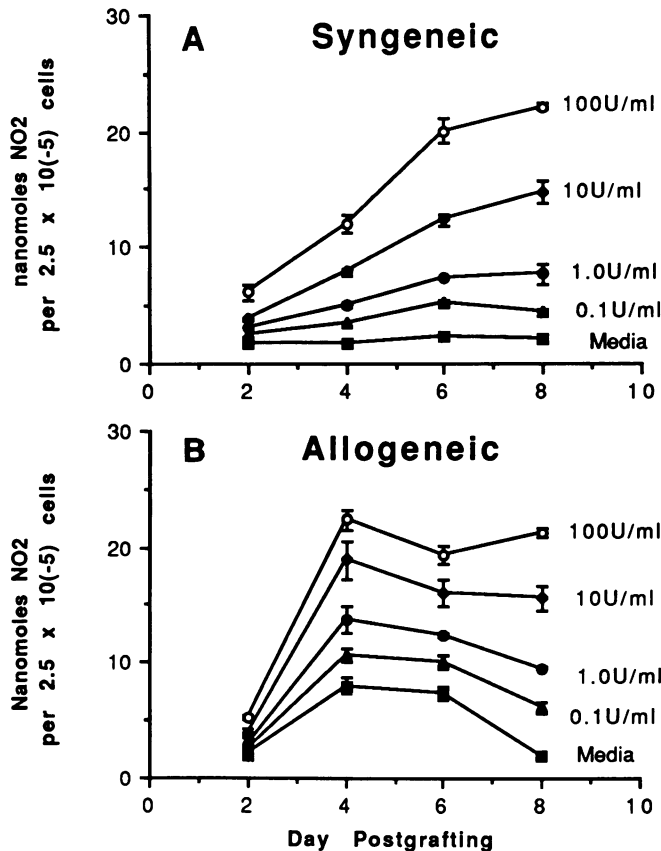 A Syngeneic
nanomoles NO2
per 2.5 x 10(-5) cells
30
20
10
0
0 2 4 6 8 10
100U/ml
10U/ml
1.0U/ml
0.1U/ml
Media
B Allogeneic
Nanomoles NO2
per 2.5 x 10(-5) cells
30
20
10
0
0 2 4 6 8 10
100U/ml
10U/ml
1.0U/ml
0.1U/ml
Media
Day Postgrafting